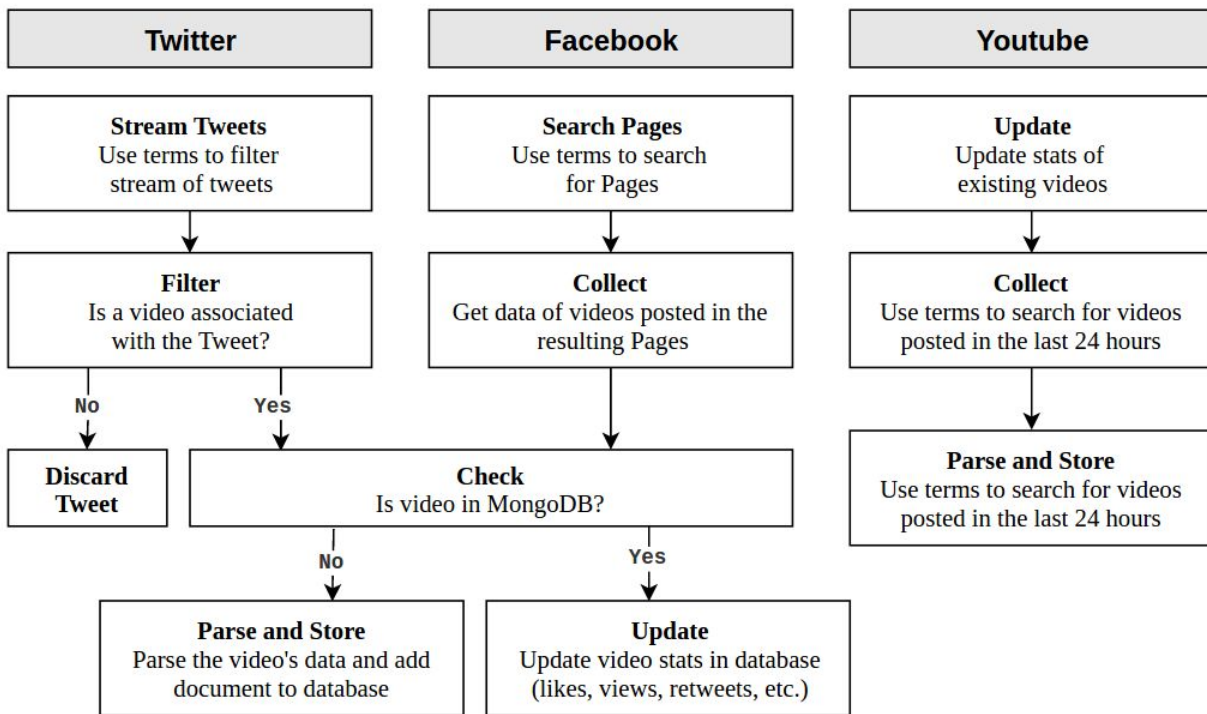 Twitter
Facebook
Youtube
Stream Tweets
Use terms to filter
stream of tweets
Search Pages
Use terms to search
for Pages
Update
Update stats of
existing videos
Filter
Is a video associated
with the Tweet?
Collect
Get data of videos posted in the
resulting Pages
Collect
Use terms to search for videos
posted in the last 24 hours
No
Yes
Discard
Tweet
Check
Is video in MongoDB?
Parse and Store
Use terms to search for videos
posted in the last 24 hours
No
Yes
Parse and Store
Parse the video's data and add
document to database
Update
Update video stats in database
(likes, views, retweets, etc.)